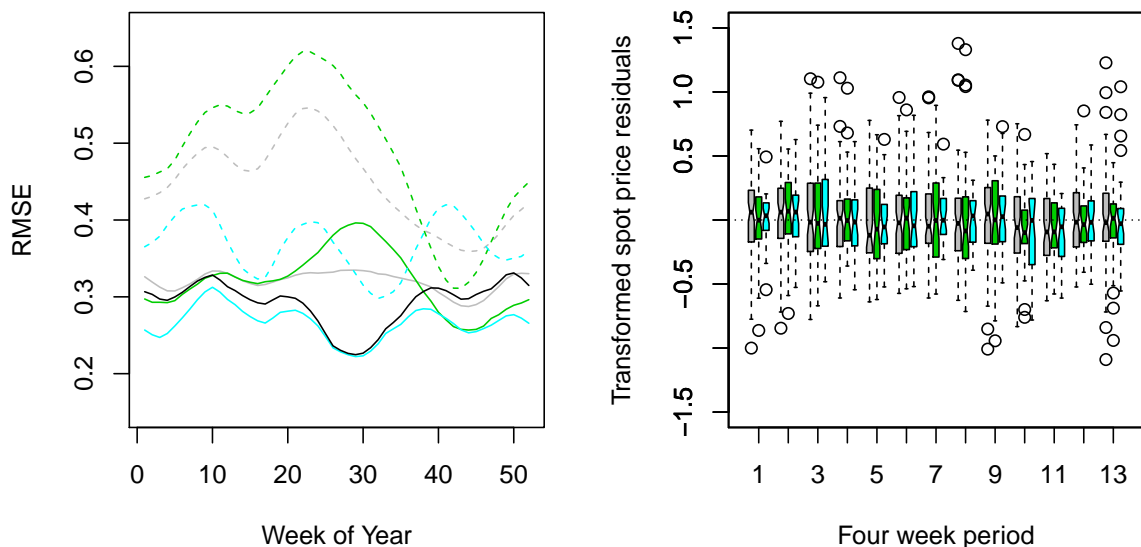 RMSE
0.6
0.5
0.4
0.3
0.2
0 10 20 30 40 50
Week of Year
Transformed spot price residuals
1.5
1.0
0.5
−0.5
−1.5
1 3 5 7 9 11 13
Four week period